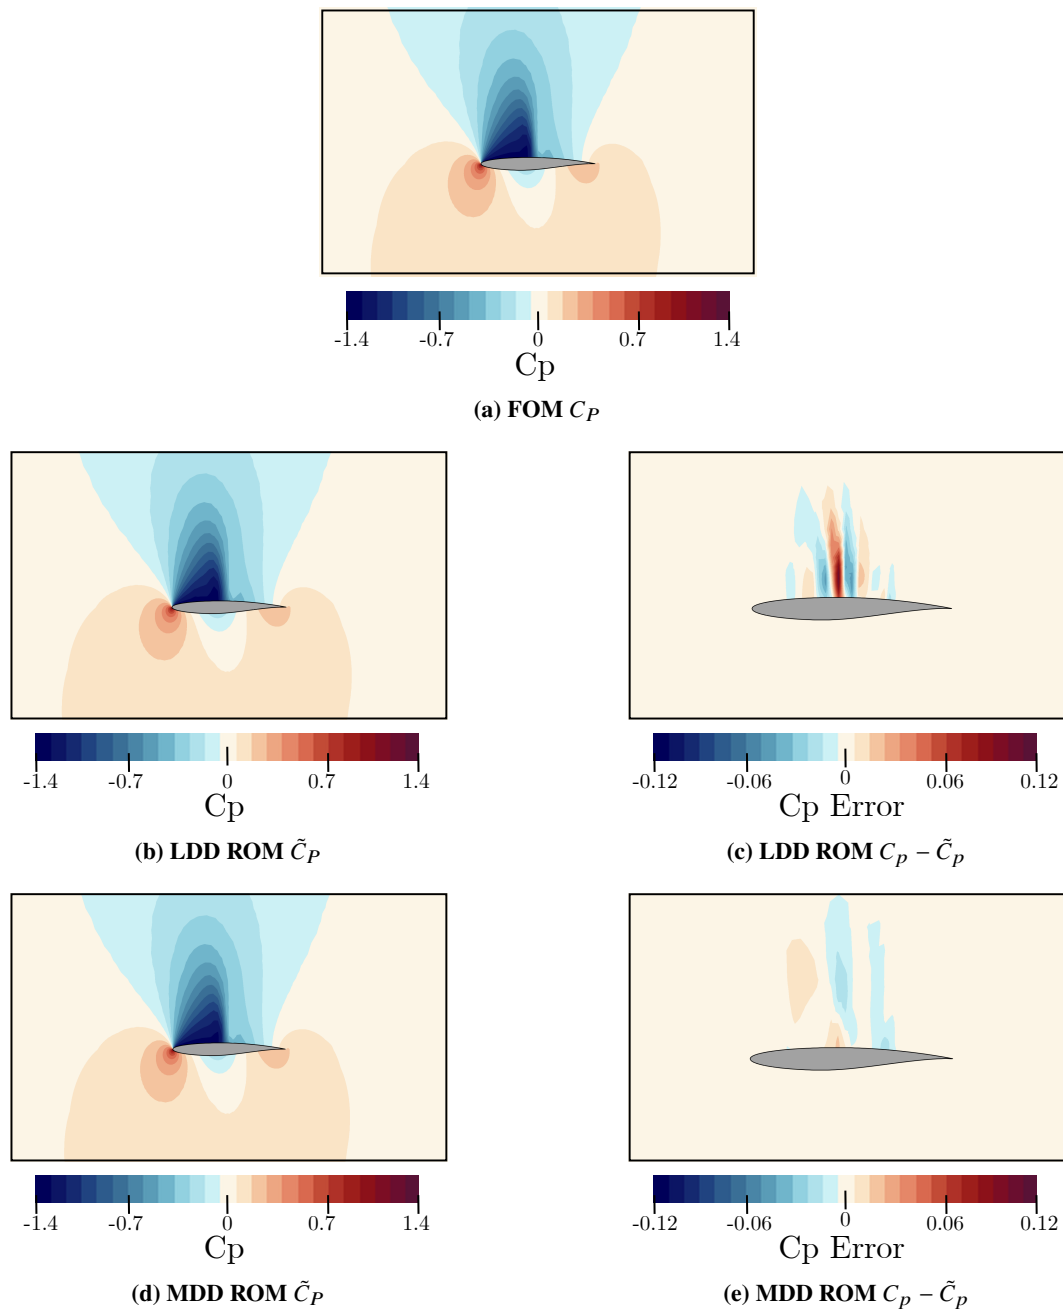 -1.4 -0.7 0 0.7 1.4
Cp
(a) FOM C_P
-1.4 -0.7 0 0.7 1.4
Cp
(b) LDD ROM C̃_P
-0.12 -0.06 0 0.06 0.12
Cp Error
(c) LDD ROM C_p − C̃_p
-1.4 -0.7 0 0.7 1.4
Cp
(d) MDD ROM C̃_P
-0.12 -0.06 0 0.06 0.12
Cp Error
(e) MDD ROM C_p − C̃_p